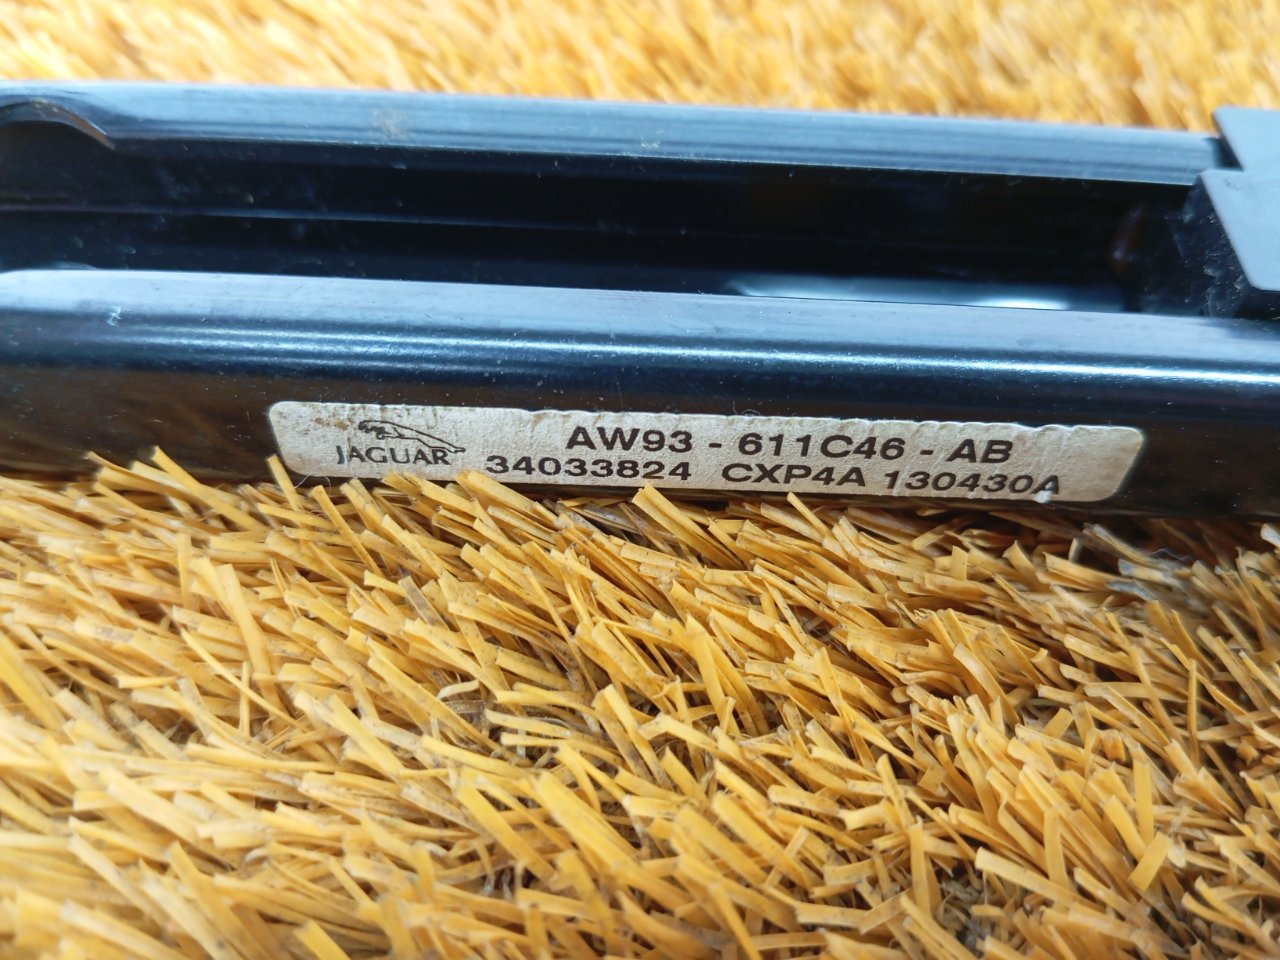 AW93 - 611C46 - AB
JAGUAR 34033824 CXP4A 130430A